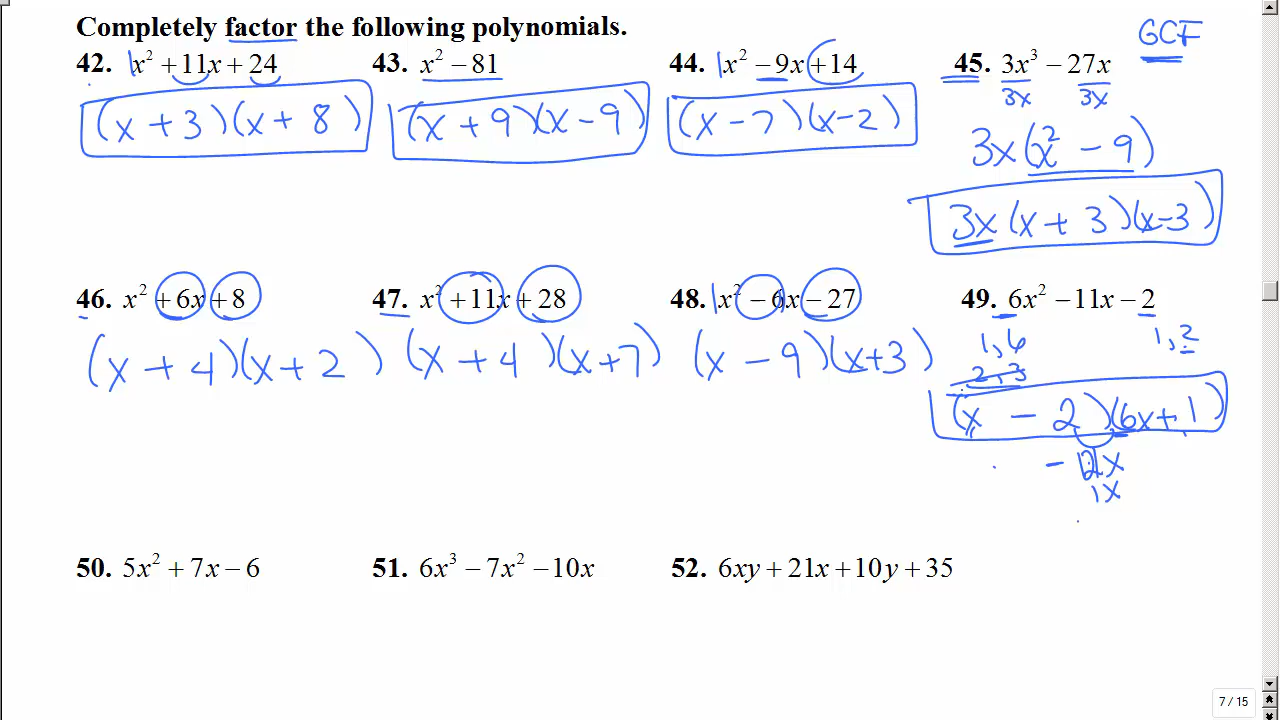 Completely factor the following polynomials.
GCF
42. 1x² + 11x + 24 43. x² − 81 44. 1x² − 9x + 14 45. 3x³ − 27x
3x 3x
(x + 3)(x + 8) (x + 9)(x − 9) (x − 7)(x − 2) 3x(x² − 9)
3x(x + 3)(x − 3)
46. x² + 6x + 8 47. x² + 11x + 28 48. 1x² − 6x − 27 49. 6x² − 11x − 2
1,6 1,2
2,3
(x + 4)(x + 2) (x + 4)(x + 7) (x − 9)(x + 3)
(x − 2)(6x + 1)
− 12x
1x
50. 5x² + 7x − 6 51. 6x³ − 7x² − 10x 52. 6xy + 21x + 10y + 35
7 / 15